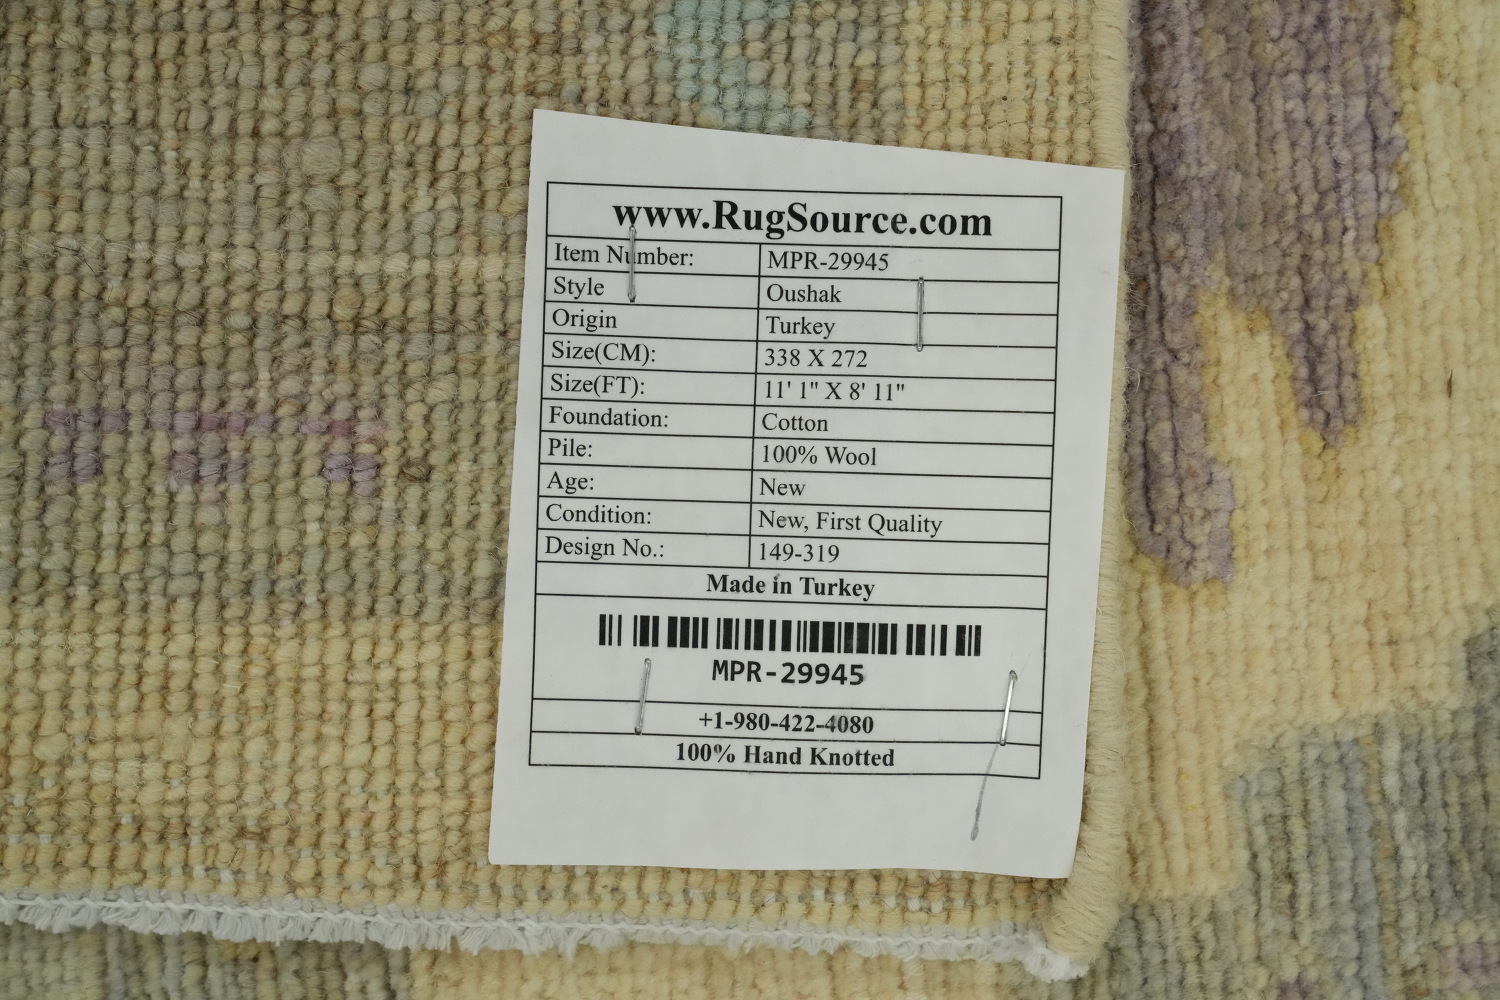 www.RugSource.com
Item Number: MPR-29945
Style Oushak
Origin Turkey
Size(CM): 338 X 272
Size(FT): 11' 1" X 8' 11"
Foundation: Cotton
Pile: 100% Wool
Age: New
Condition: New, First Quality
Design No.: 149-319
Made in Turkey
MPR-29945
+1-980-422-4080
100% Hand Knotted